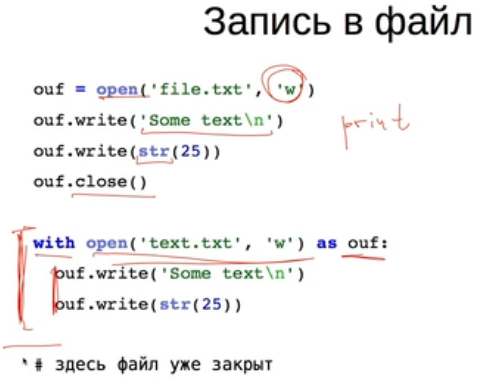 Запись в файл
ouf = open('file.txt', 'w')
ouf.write('Some text\n')
print
ouf.write(str(25))
ouf.close()
with open('text.txt', 'w') as ouf:
ouf.write('Some text\n')
ouf.write(str(25))
# здесь файл уже закрыт